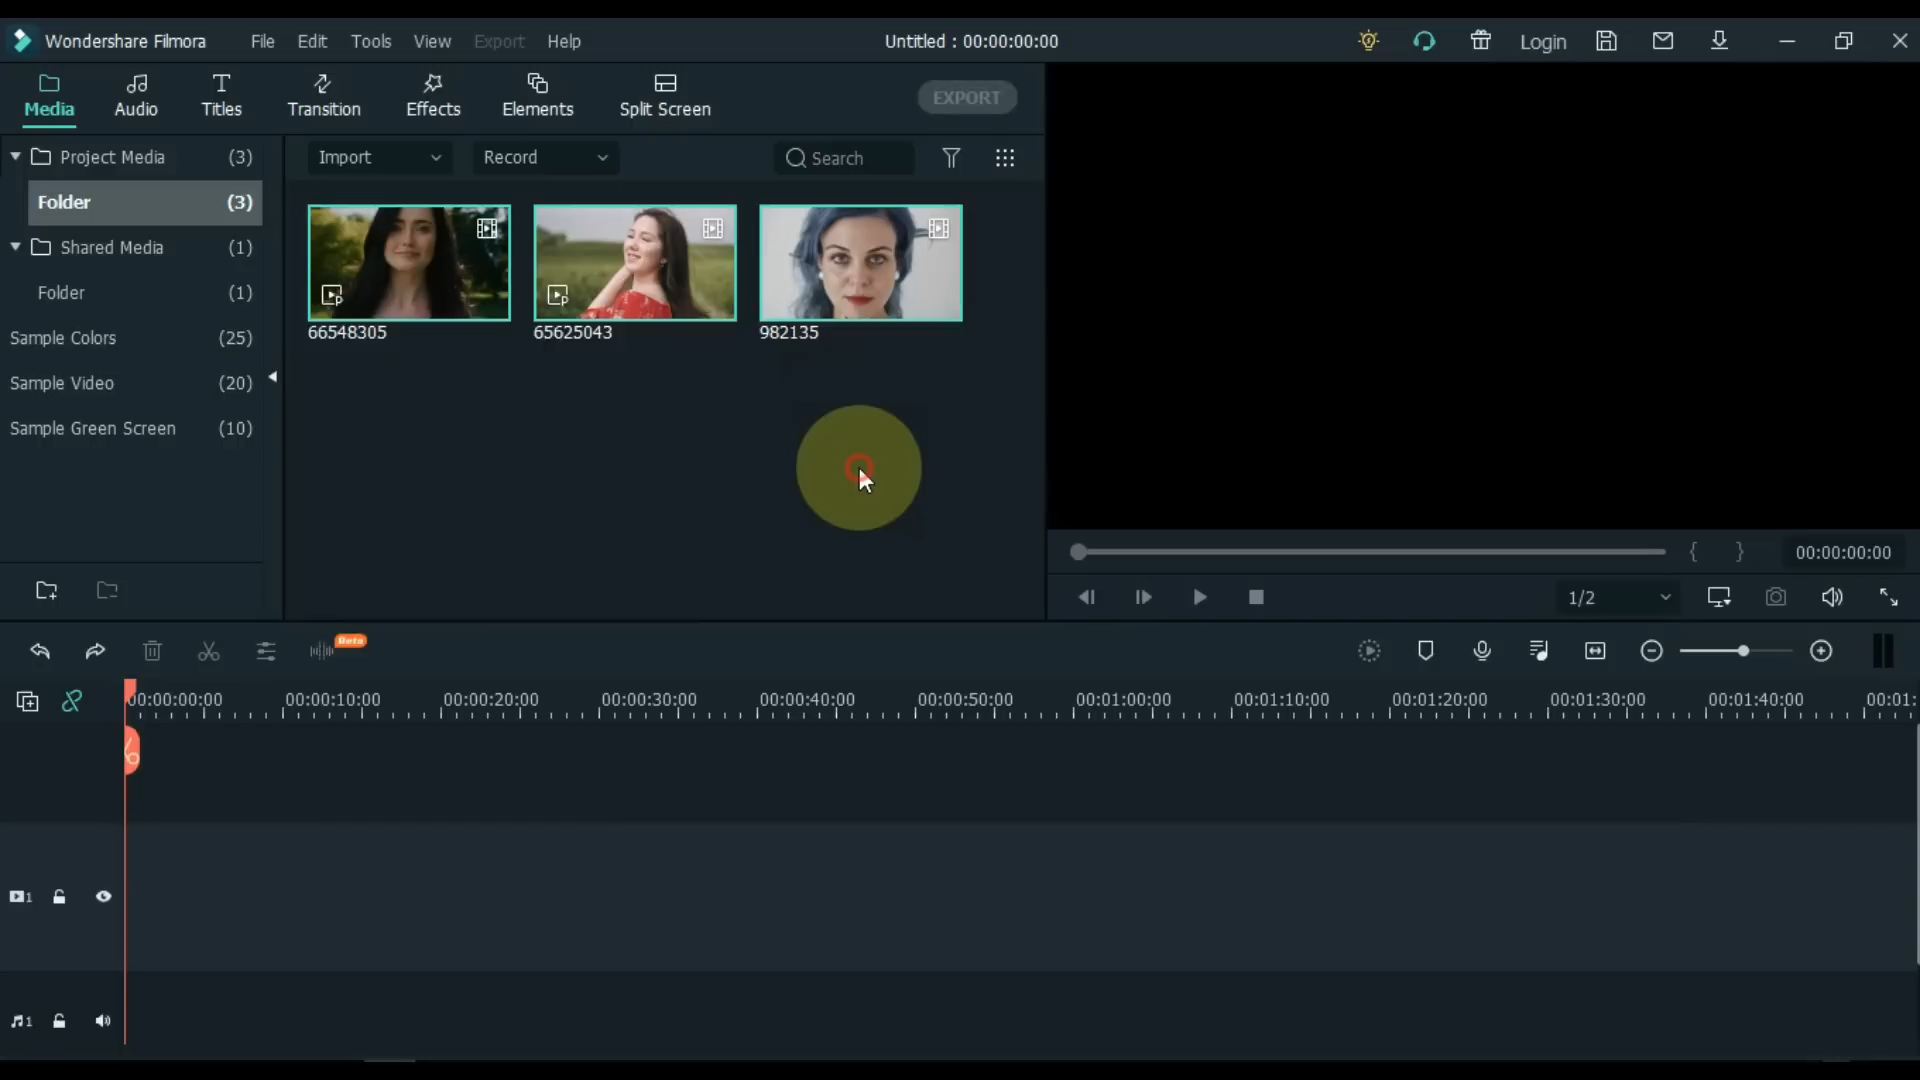 Wondershare Filmora File Edit Tools View Export Help Untitled : 00:00:00:00 Login
Media Audio Titles Transition Effects Elements Split Screen EXPORT
Project Media (3) Import Record Search
Folder (3)
Shared Media (1)
Folder (1)
66548305 65625043 982135
Sample Colors (25)
Sample Video (20)
Sample Green Screen (10)
{ } 00:00:00:00
1/2
Beta
00:00:00:00 00:00:10:00 00:00:20:00 00:00:30:00 00:00:40:00 00:00:50:00 00:01:00:00 00:01:10:00 00:01:20:00 00:01:30:00 00:01:40:00 00:01:
1
1